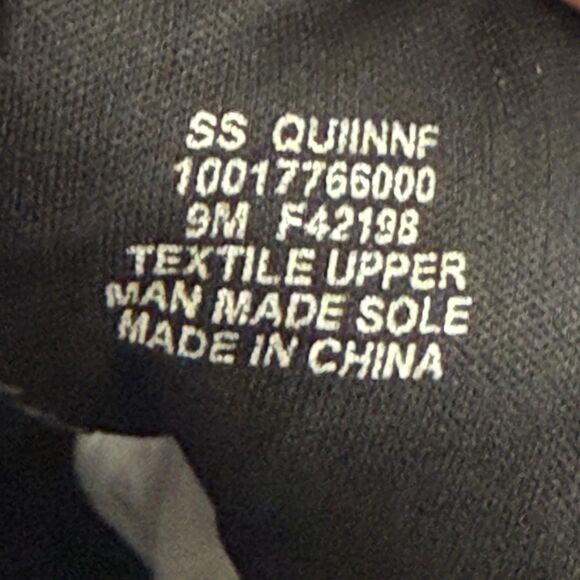 SS QUIINNF
10017766000
9M F42198
TEXTILE UPPER
MAN MADE SOLE
MADE IN CHINA